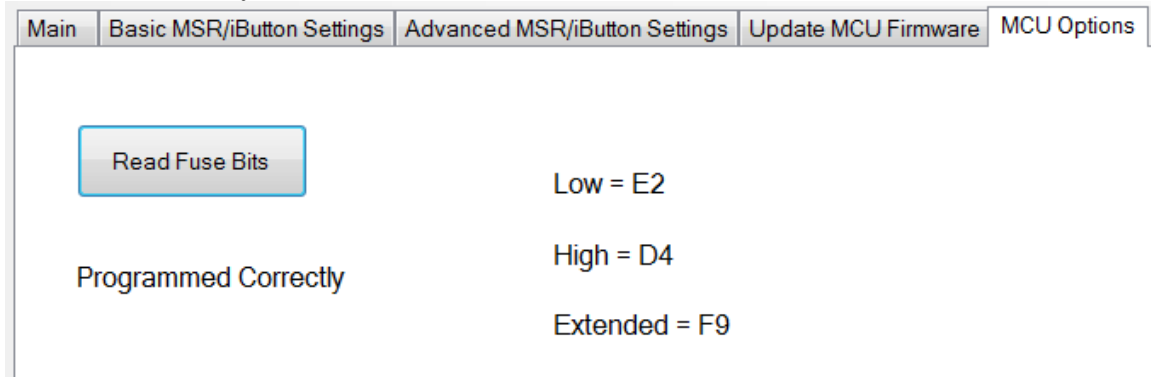 Main Basic MSR/iButton Settings Advanced MSR/iButton Settings Update MCU Firmware MCU Options
Read Fuse Bits
Low = E2
High = D4
Programmed Correctly
Extended = F9